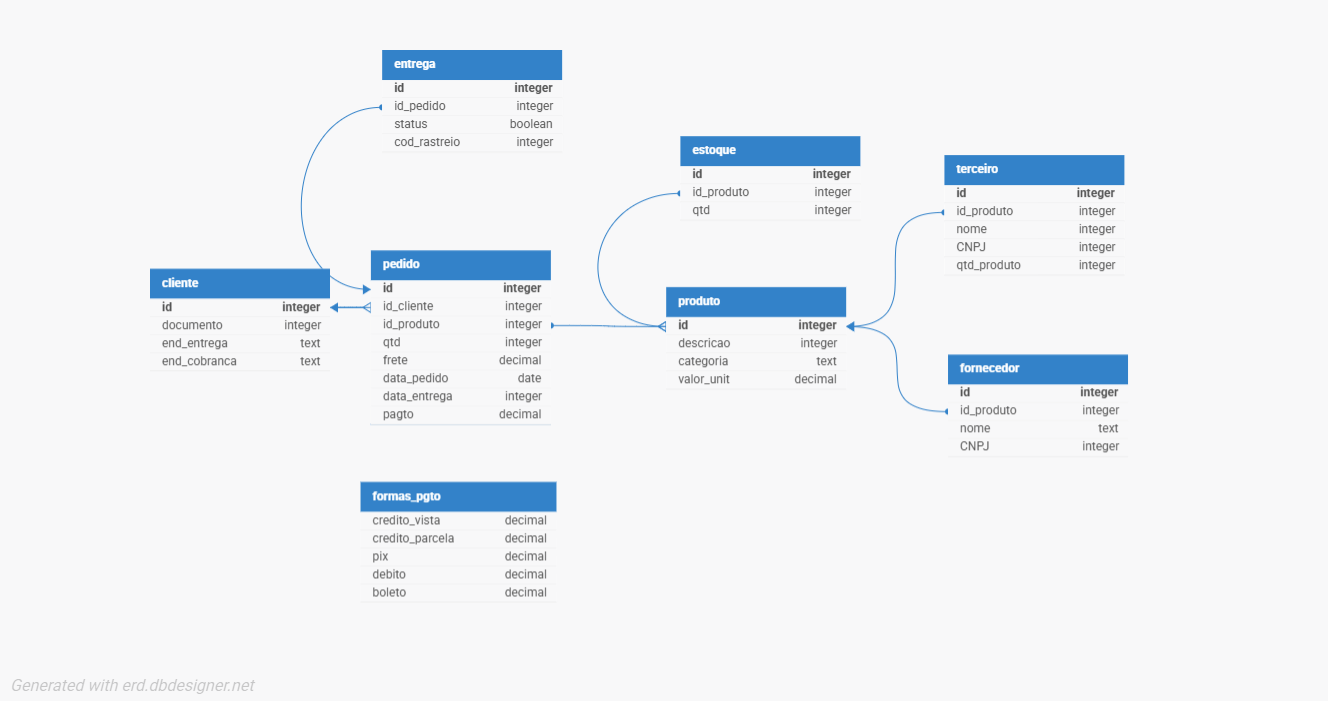 entrega
id integer
id_pedido integer
status boolean
cod_rastreio integer
estoque
id integer
id_produto integer
qtd integer
terceiro
id integer
id_produto integer
nome integer
CNPJ integer
qtd_produto integer
cliente
id integer
documento integer
end_entrega text
end_cobranca text
pedido
id integer
id_cliente integer
id_produto integer
qtd integer
frete decimal
data_pedido date
data_entrega integer
pagto decimal
produto
id integer
descricao integer
categoria text
valor_unit decimal
fornecedor
id integer
id_produto integer
nome text
CNPJ integer
formas_pgto
credito_vista decimal
credito_parcela decimal
pix decimal
debito decimal
boleto decimal
Generated with erd.dbdesigner.net